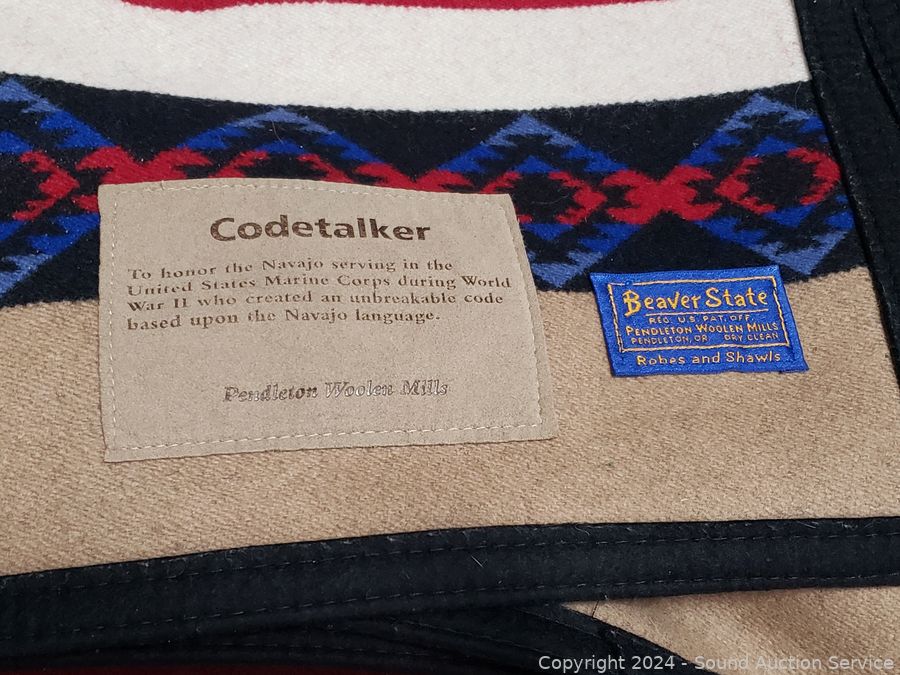 Codetalker
To honor the Navajo serving in the
United States Marine Corps during World
War II who created an unbreakable code
based upon the Navajo language.
Pendleton Woolen Mills
Beaver State
REG. U.S. PAT. OFF.
PENDLETON WOOLEN MILLS
PENDLETON, OR. DRY CLEAN
Robes and Shawls
Copyright 2024 - Sound Auction Service